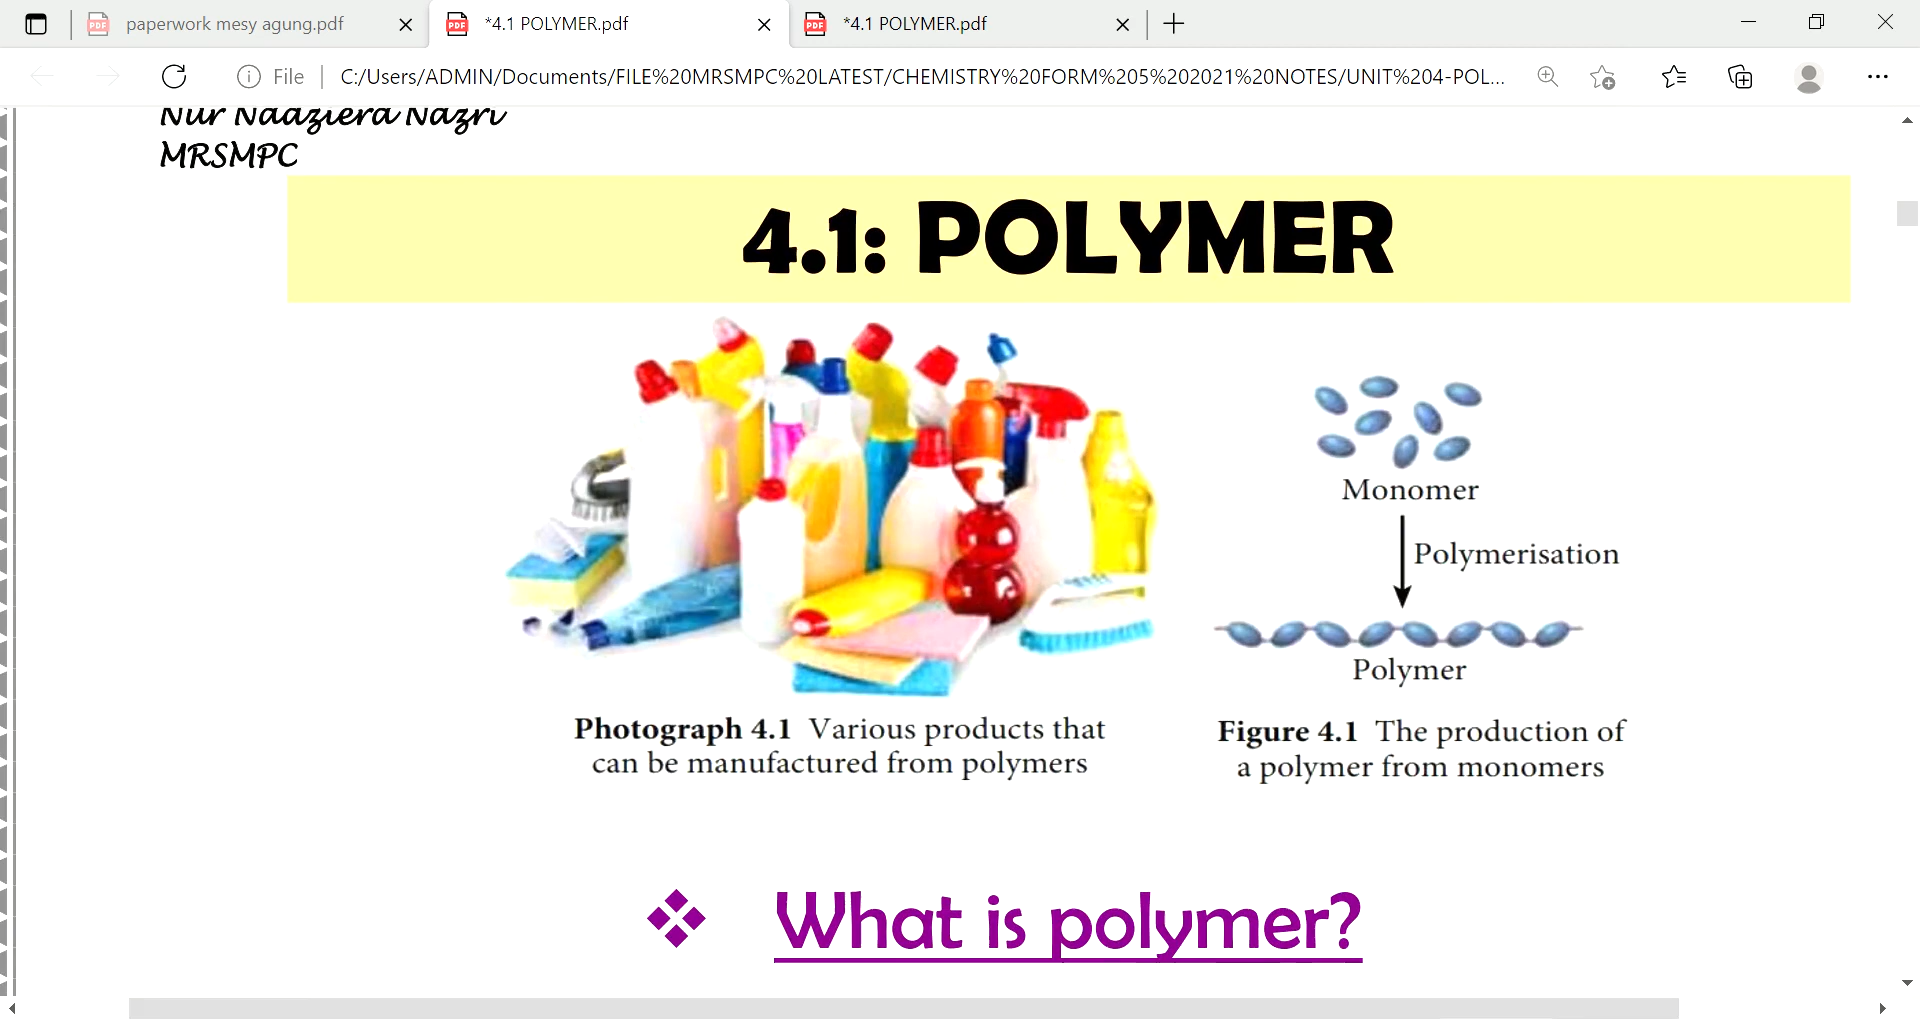 paperwork mesy agung.pdf
*4.1 POLYMER.pdf
*4.1 POLYMER.pdf
File
C:/Users/ADMIN/Documents/FILE%20MRSMPC%20LATEST/CHEMISTRY%20FORM%205%202021%20NOTES/UNIT%204-POL...
Nur Nadziera Nazri
MRSMPC
4.1: POLYMER
Monomer
Polymerisation
Polymer
Photograph 4.1 Various products that
can be manufactured from polymers
Figure 4.1 The production of
a polymer from monomers
❖ What is polymer?